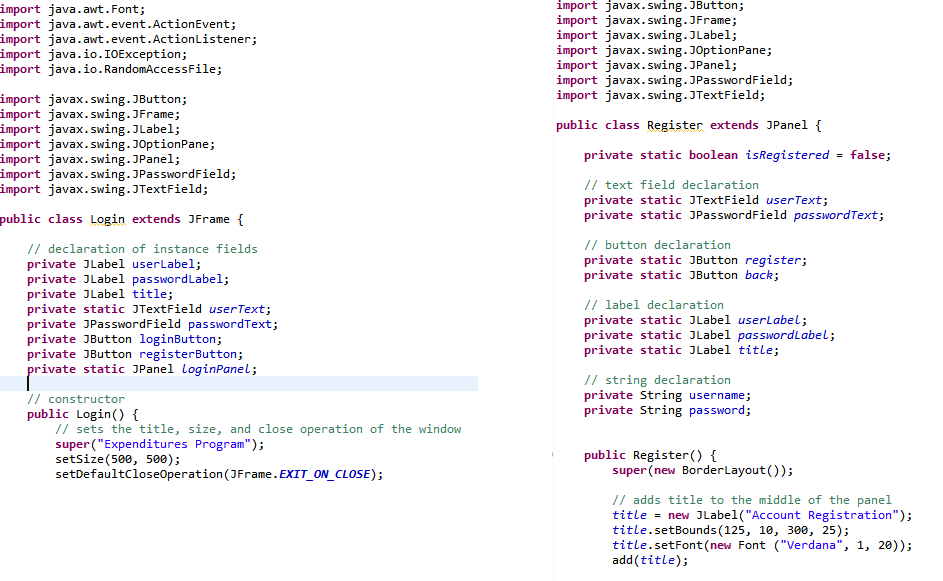 import java.awt.Font;
import java.awt.event.ActionEvent;
import java.awt.event.ActionListener;
import java.io.IOException;
import java.io.RandomAccessFile;
import javax.swing.JButton;
import javax.swing.JFrame;
import javax.swing.JLabel;
import javax.swing.JOptionPane;
import javax.swing.JPanel;
import javax.swing.JPasswordField;
import javax.swing.JTextField;
public class Login extends JFrame {
// declaration of instance fields
private JLabel userLabel;
private JLabel passwordLabel;
private JLabel title;
private static JTextField userText;
private JPasswordField passwordText;
private JButton loginButton;
private JButton registerButton;
private static JPanel loginPanel;
// constructor
public Login() {
// sets the title, size, and close operation of the window
super("Expenditures Program");
setSize(500, 500);
setDefaultCloseOperation(JFrame.EXIT_ON_CLOSE);
import javax.swing.JButton;
import javax.swing.JFrame;
import javax.swing.JLabel;
import javax.swing.JOptionPane;
import javax.swing.JPanel;
import javax.swing.JPasswordField;
import javax.swing.JTextField;
public class Register extends JPanel {
private static boolean isRegistered = false;
// text field declaration
private static JTextField userText;
private static JPasswordField passwordText;
// button declaration
private static JButton register;
private static JButton back;
// label declaration
private static JLabel userLabel;
private static JLabel passwordLabel;
private static JLabel title;
// string declaration
private String username;
private String password;
public Register() {
super(new BorderLayout());
// adds title to the middle of the panel
title = new JLabel("Account Registration");
title.setBounds(125, 10, 300, 25);
title.setFont(new Font ("Verdana", 1, 20));
add(title);